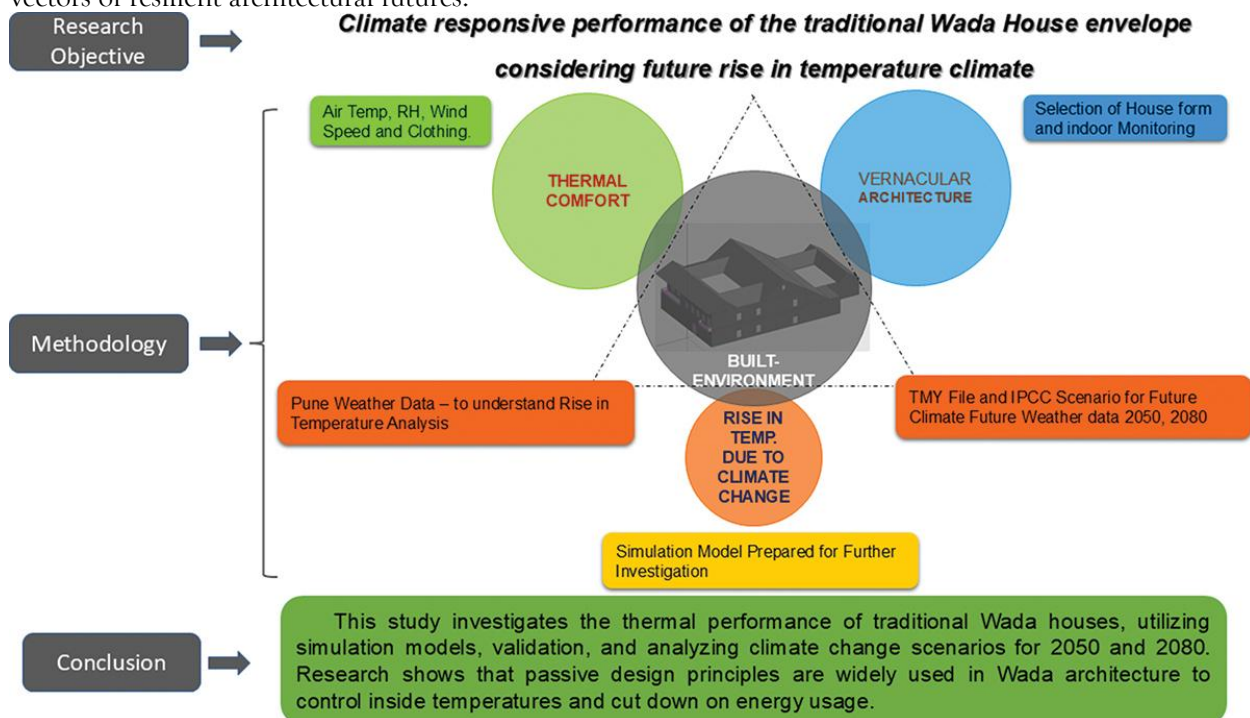 vectors of resilient architectural futures.
Research
Objective
Climate responsive performance of the traditional Wada House envelope
considering future rise in temperature climate
Air Temp, RH, Wind
Speed and Clothing.
Selection of House form
and indoor Monitoring
THERMAL
COMFORT
VERNACULAR
ARCHITECTURE
Methodology
BUILT-
ENVIRONMENT
Pune Weather Data – to understand Rise in
Temperature Analysis
TMY File and IPCC Scenario for Future
Climate Future Weather data 2050, 2080
RISE IN
TEMP.
DUE TO
CLIMATE
CHANGE
Simulation Model Prepared for Further
Investigation
Conclusion
This study investigates the thermal performance of traditional Wada houses, utilizing
simulation models, validation, and analyzing climate change scenarios for 2050 and 2080.
Research shows that passive design principles are widely used in Wada architecture to
control inside temperatures and cut down on energy usage.